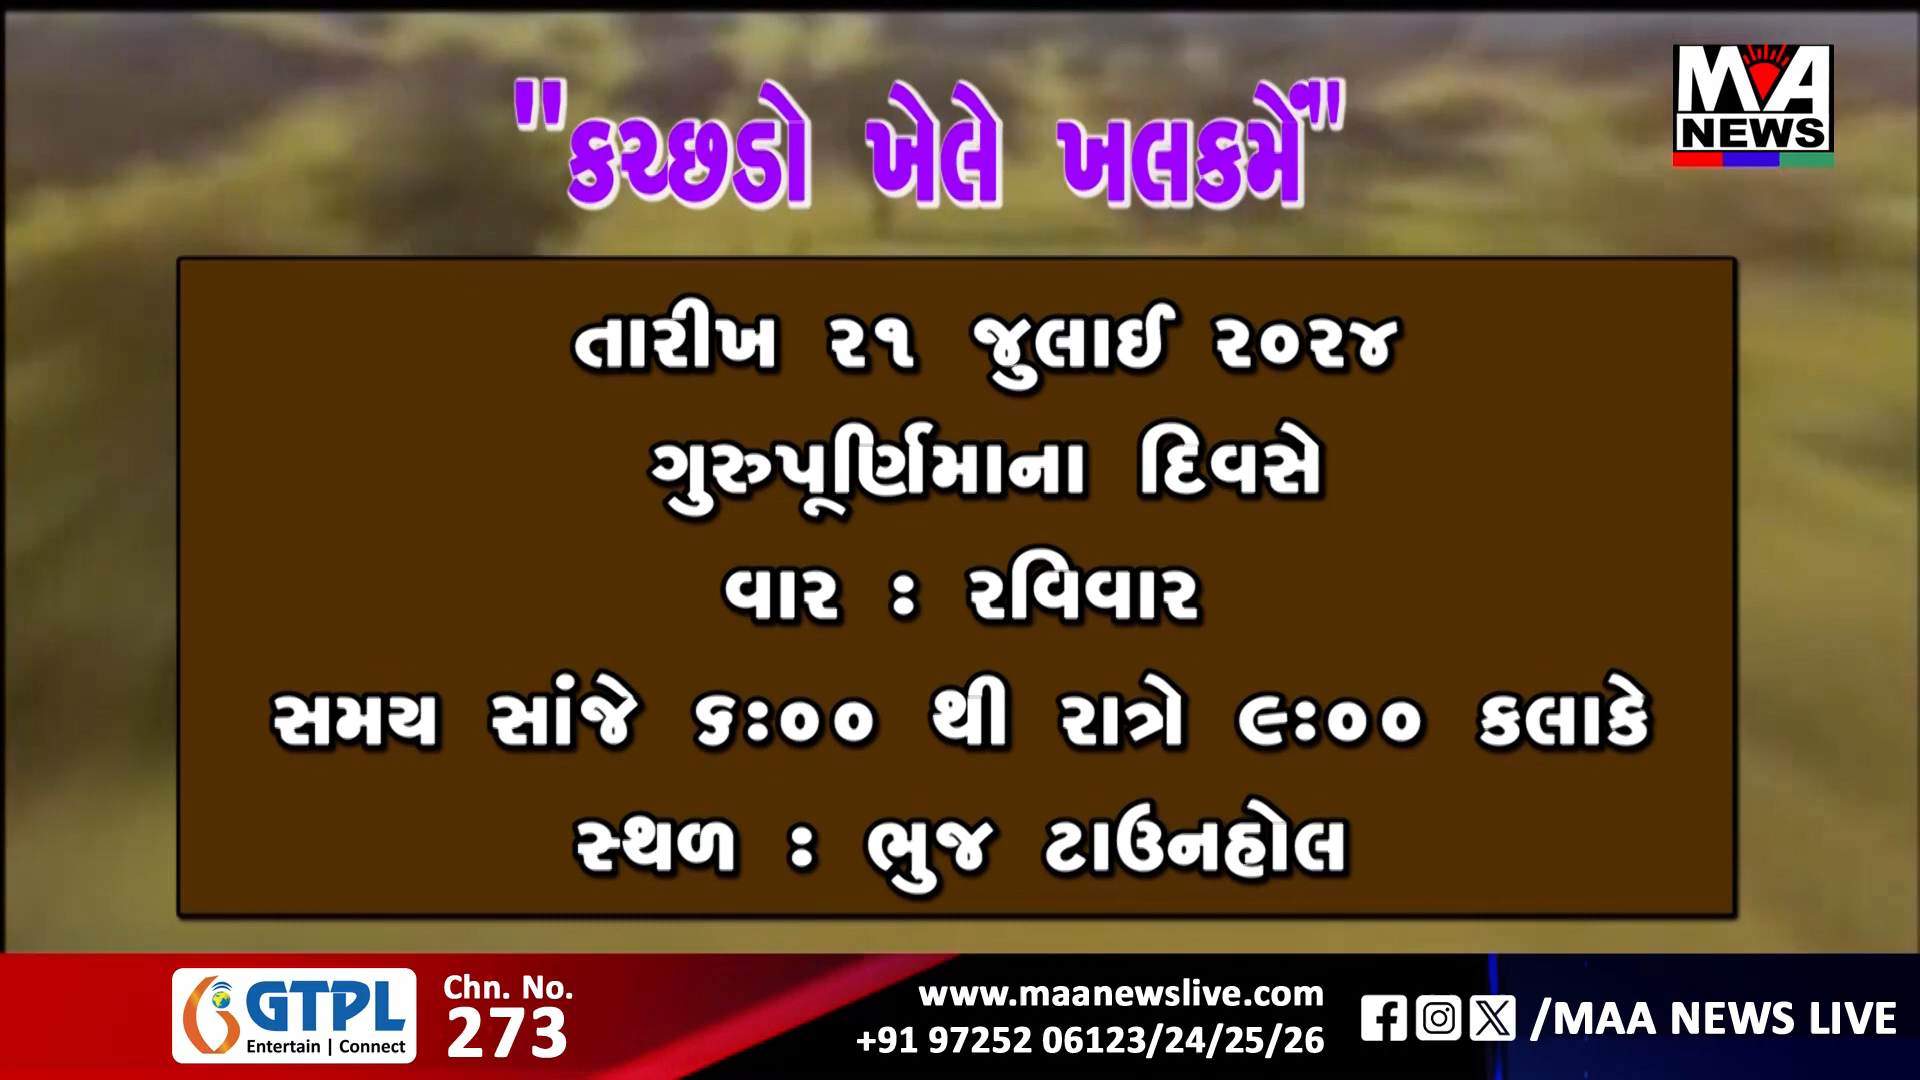 "કચ્છડો ખેલે ખલકમેં"
MAA
NEWS
તારીખ ૨૧ જુલાઈ ૨૦૨૪
ગુરુપૂર્ણિમાના દિવસે
વાર : રવિવાર
સમય સાંજે ૬:૦૦ થી રાત્રે ૯:૦૦ કલાકે
સ્થળ : ભુજ ટાઉનહોલ
GTPL
Entertain | Connect
Chn. No.
273
www.maanewslive.com
+91 97252 06123/24/25/26
/MAA NEWS LIVE